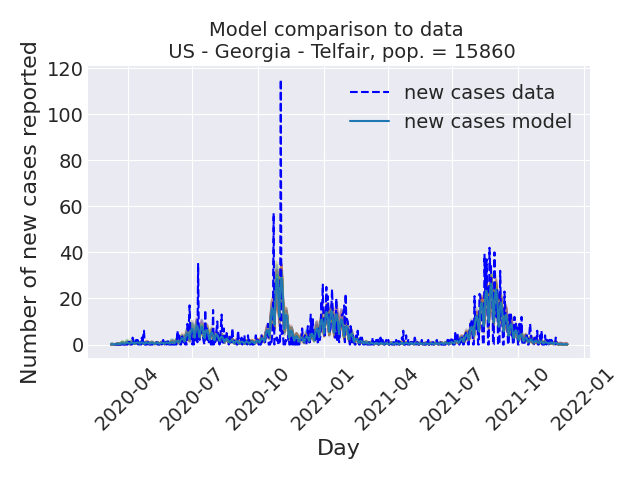 Model comparison to data
US - Georgia - Telfair, pop. = 15860
Number of new cases reported
120
100
80
60
40
20
0
new cases data
new cases model
2020-04
2020-07
2020-10
2021-01
2021-04
2021-07
2021-10
2022-01
Day